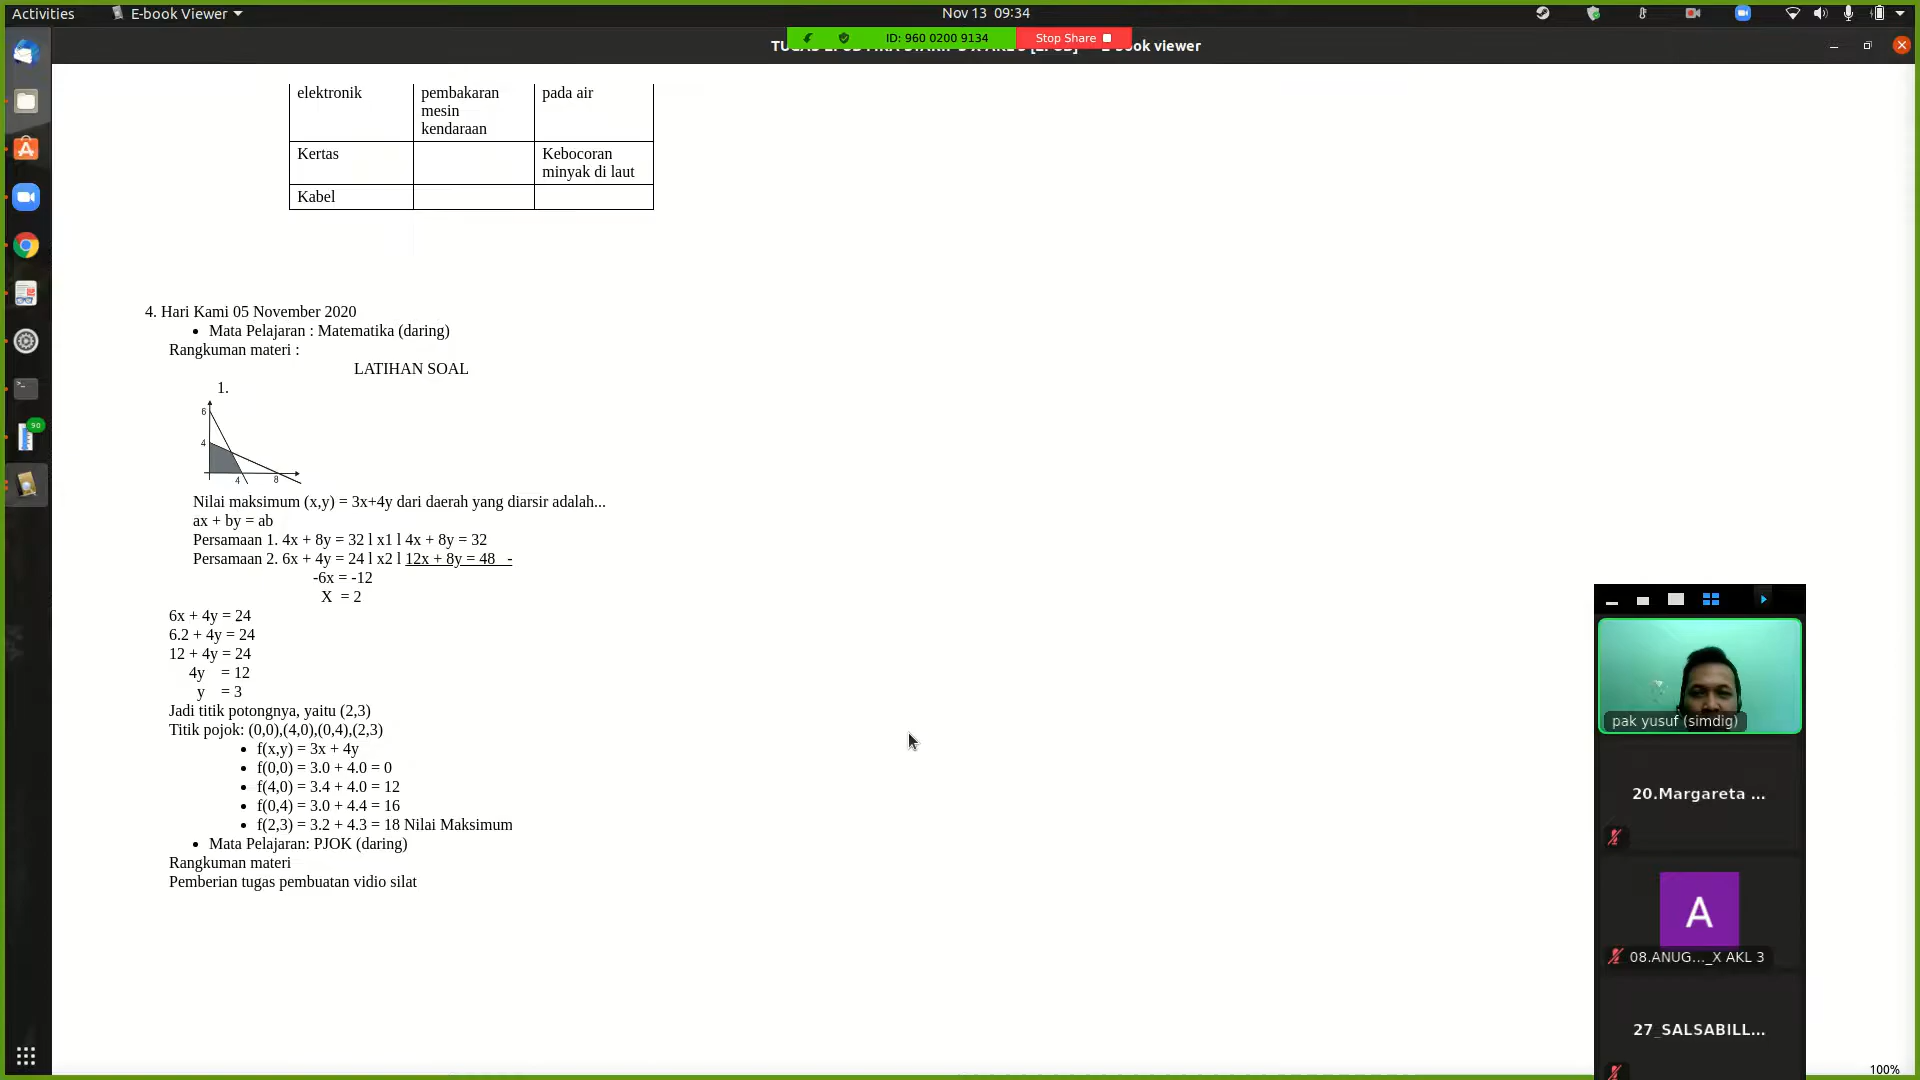 Activities
E-book Viewer
Nov 13 09:34
ID: 960 0200 9134
Stop Share
ook viewer
elektronik
pembakaran
mesin
kendaraan
pada air
Kertas
Kebocoran
minyak di laut
Kabel
4. Hari Kami 05 November 2020
• Mata Pelajaran : Matematika (daring)
Rangkuman materi :
LATIHAN SOAL
1.
6
4
4
8
Nilai maksimum (x,y) = 3x+4y dari daerah yang diarsir adalah...
ax + by = ab
Persamaan 1. 4x + 8y = 32 l x1 l 4x + 8y = 32
Persamaan 2. 6x + 4y = 24 l x2 l 12x + 8y = 48 -
-6x = -12
X = 2
6x + 4y = 24
6.2 + 4y = 24
12 + 4y = 24
4y = 12
y = 3
Jadi titik potongnya, yaitu (2,3)
Titik pojok: (0,0),(4,0),(0,4),(2,3)
• f(x,y) = 3x + 4y
• f(0,0) = 3.0 + 4.0 = 0
• f(4,0) = 3.4 + 4.0 = 12
• f(0,4) = 3.0 + 4.4 = 16
• f(2,3) = 3.2 + 4.3 = 18 Nilai Maksimum
• Mata Pelajaran: PJOK (daring)
Rangkuman materi
Pemberian tugas pembuatan vidio silat
90
pak yusuf (simdig)
20.Margareta ...
A
08.ANUG..._X AKL 3
27_SALSABILL...
100%